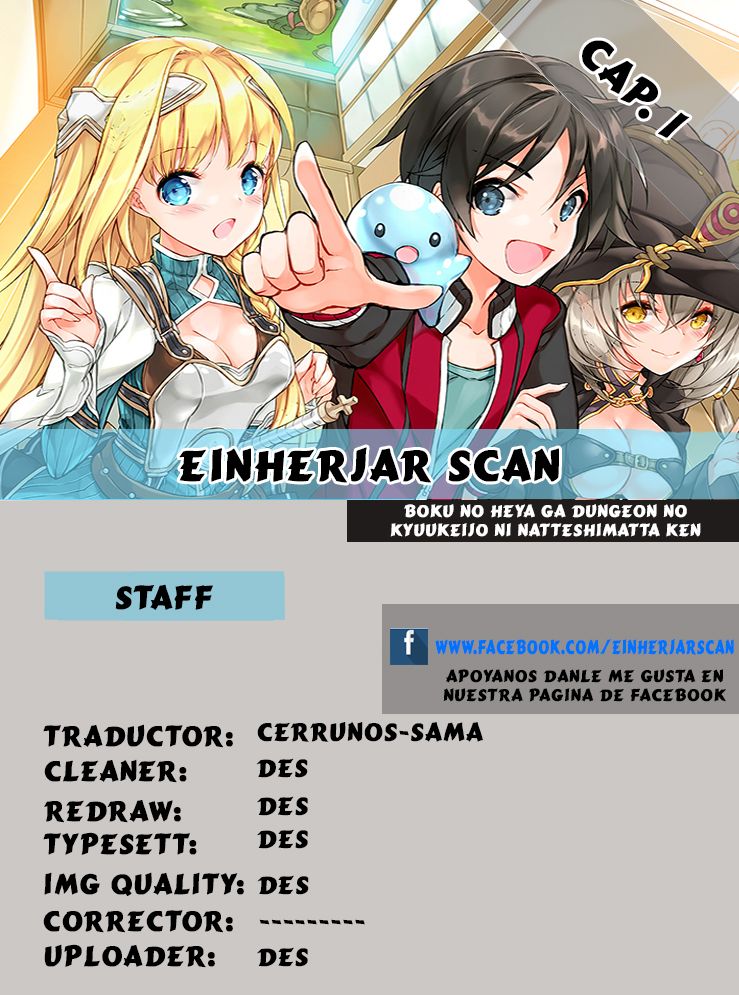 CAP. 1
EINHERJAR SCAN
BOKU NO HEYA GA DUNGEON NO
KYUUKEIJO NI NATTESHIMATTA KEN
STAFF
f WWW.FACEBOOK.COM/EINHERJARSCAN
APOYANOS DANLE ME GUSTA EN
NUESTRA PAGINA DE FACEBOOK
TRADUCTOR: CERRUNOS-SAMA
CLEANER: DES
REDRAW: DES
TYPESETT: DES
IMG QUALITY: DES
CORRECTOR: ---------
UPLOADER: DES